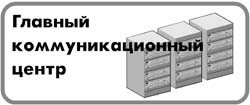 Главный
коммуникационный
центр